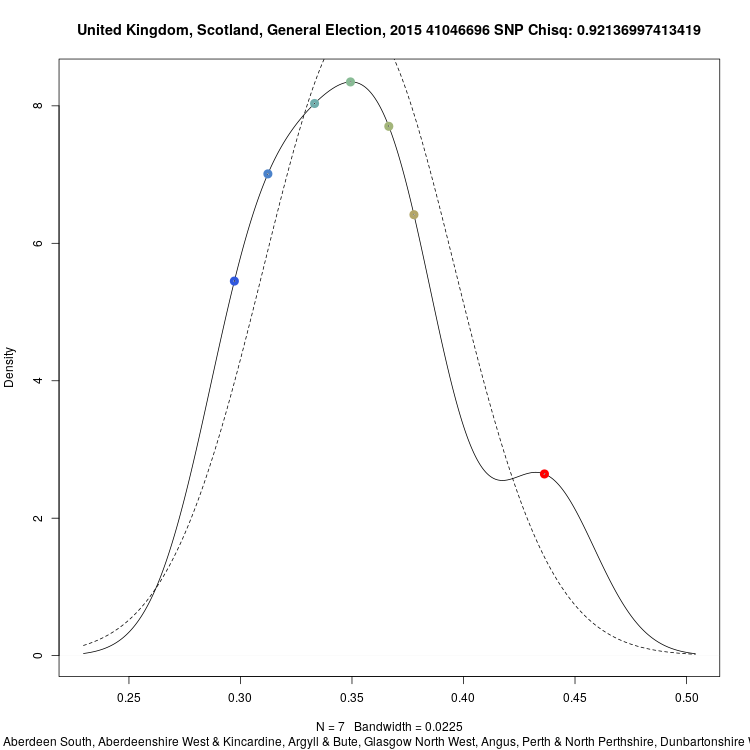 United Kingdom, Scotland, General Election, 2015 41046696 SNP Chisq: 0.92136997413419
Density
8
6
4
2
0
0.25 0.30 0.35 0.40 0.45 0.50
N = 7 Bandwidth = 0.0225
Aberdeen South, Aberdeenshire West & Kincardine, Argyll & Bute, Glasgow North West, Angus, Perth & North Perthshire, Dunbartonshire